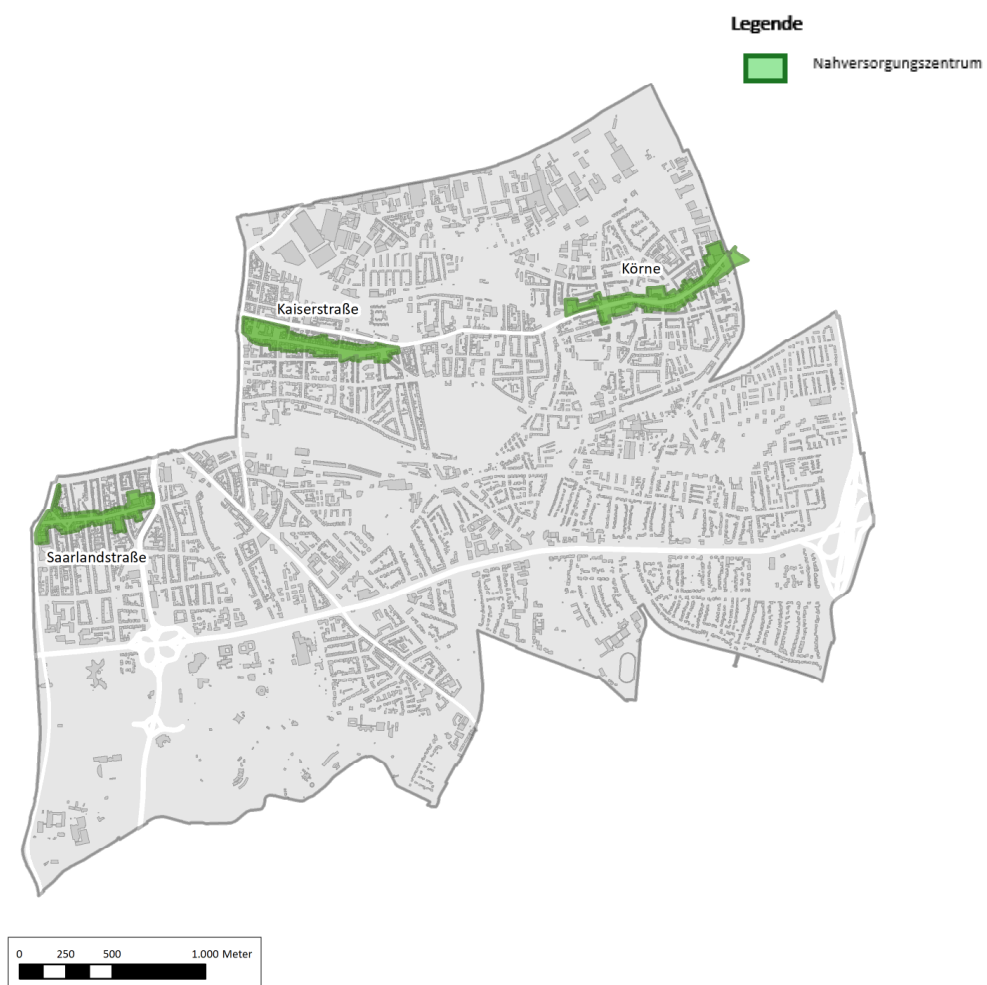 Legende
Nahversorgungszentrum
Körne
Kaiserstraße
Saarlandstraße
0 250 500 1.000 Meter